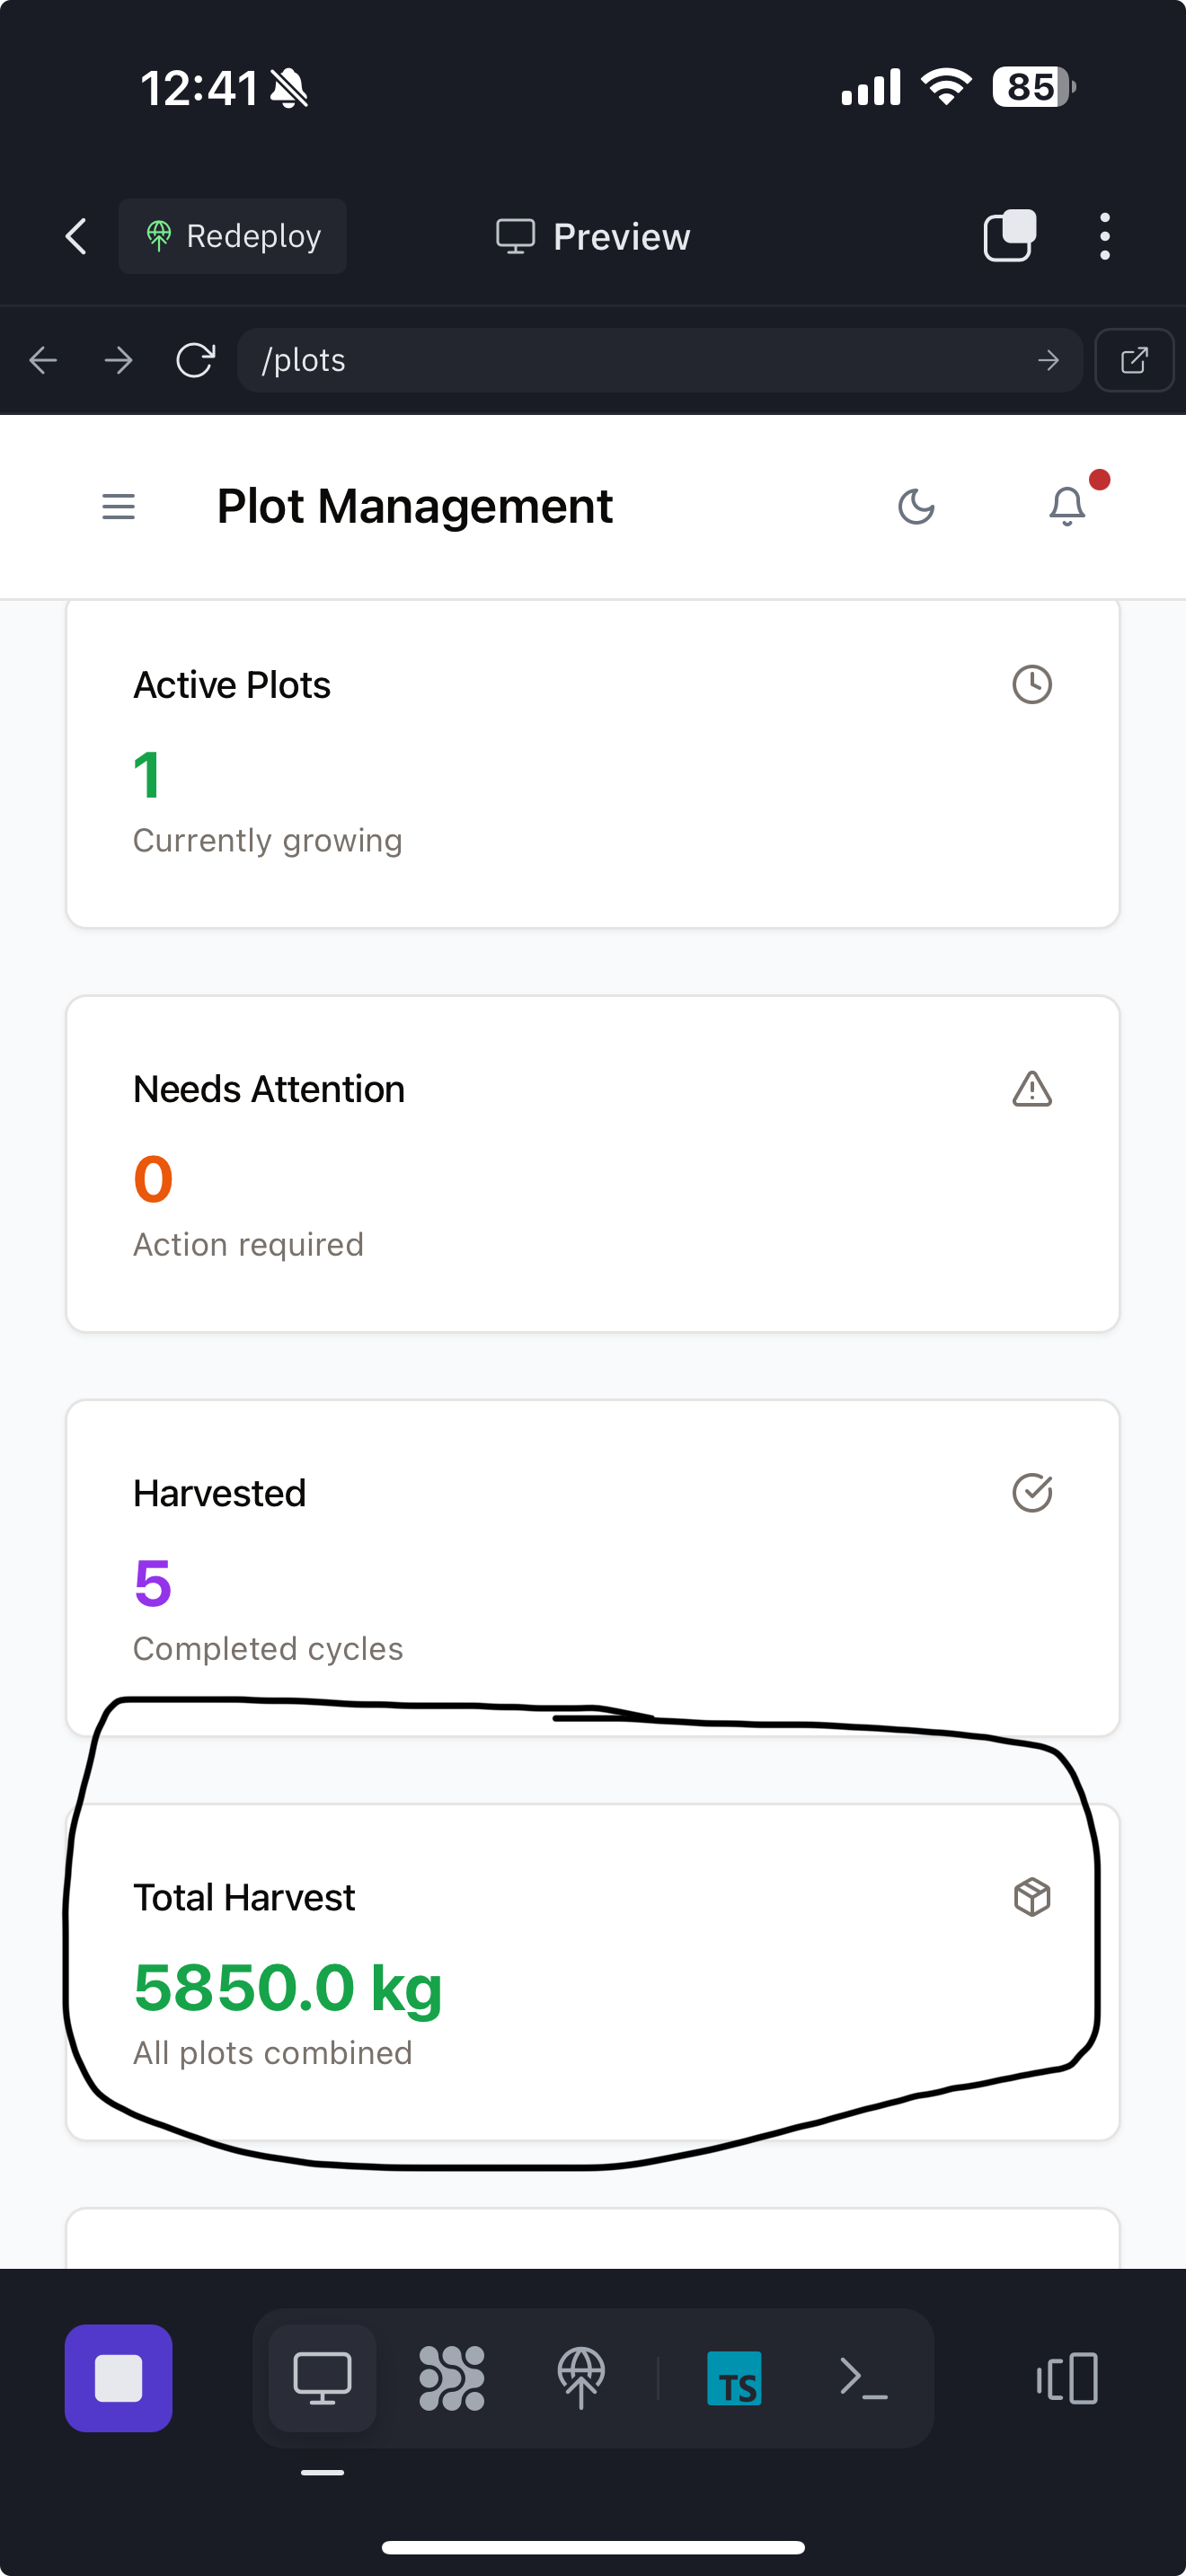 12:41
85
Redeploy
Preview
/plots
Plot Management
Active Plots
1
Currently growing
Needs Attention
0
Action required
Harvested
5
Completed cycles
Total Harvest
5850.0 kg
All plots combined
TS